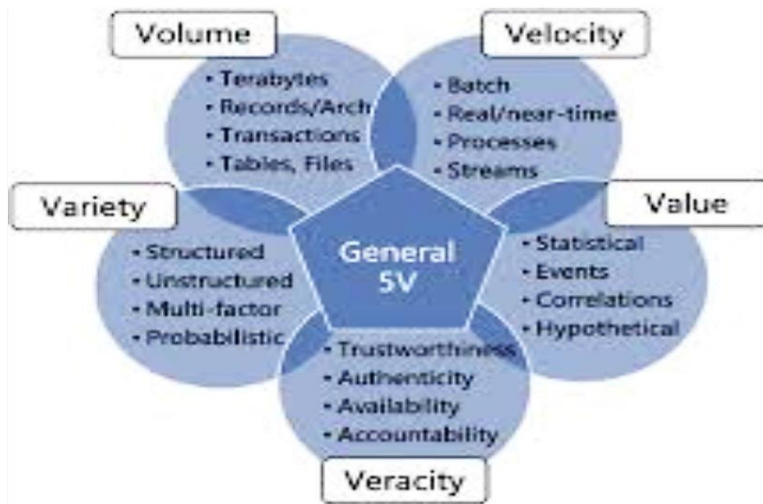 Volume
• Terabytes
• Records/Arch
• Transactions
• Tables, Files
Velocity
• Batch
• Real/near-time
• Processes
• Streams
Variety
• Structured
• Unstructured
• Multi-factor
• Probabilistic
General
5V
Value
• Statistical
• Events
• Correlations
• Hypothetical
• Trustworthiness
• Authenticity
• Availability
• Accountability
Veracity